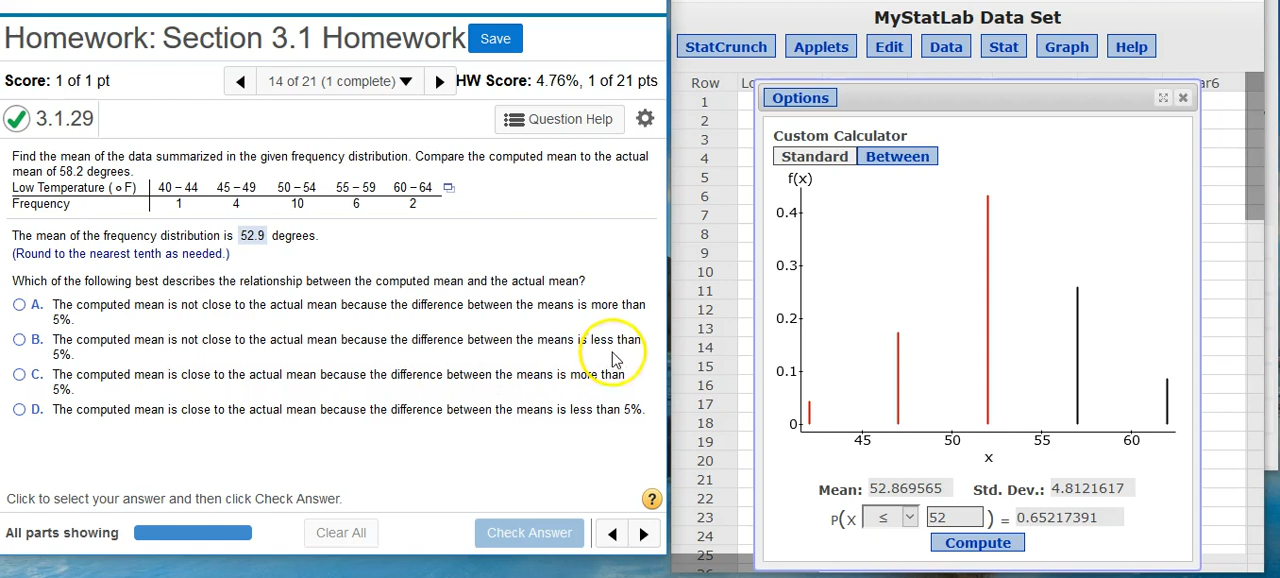 Homework: Section 3.1 Homework
Save
Score: 1 of 1 pt
14 of 21 (1 complete)
HW Score: 4.76%, 1 of 21 pts
3.1.29
Question Help
Find the mean of the data summarized in the given frequency distribution. Compare the computed mean to the actual
mean of 58.2 degrees.
Low Temperature (∘F) 40 – 44 45 – 49 50 – 54 55 – 59 60 – 64
Frequency 1 4 10 6 2
The mean of the frequency distribution is 52.9 degrees.
(Round to the nearest tenth as needed.)
Which of the following best describes the relationship between the computed mean and the actual mean?
A. The computed mean is not close to the actual mean because the difference between the means is more than
5%.
B. The computed mean is not close to the actual mean because the difference between the means is less than
5%.
C. The computed mean is close to the actual mean because the difference between the means is more than
5%.
D. The computed mean is close to the actual mean because the difference between the means is less than 5%.
Click to select your answer and then click Check Answer.
?
All parts showing
Clear All
Check Answer
MyStatLab Data Set
StatCrunch Applets Edit Data Stat Graph Help
Row
ar6
1
2
3
4
5
6
7
8
9
10
11
12
13
14
15
16
17
18
19
20
21
22
23
24
25
Options
Custom Calculator
Standard Between
f(x)
0.4
0.3
0.2
0.1
0
45 50 55 60
x
Mean: 52.869565 Std. Dev.: 4.8121617
P(x ≤ 52 ) = 0.65217391
Compute